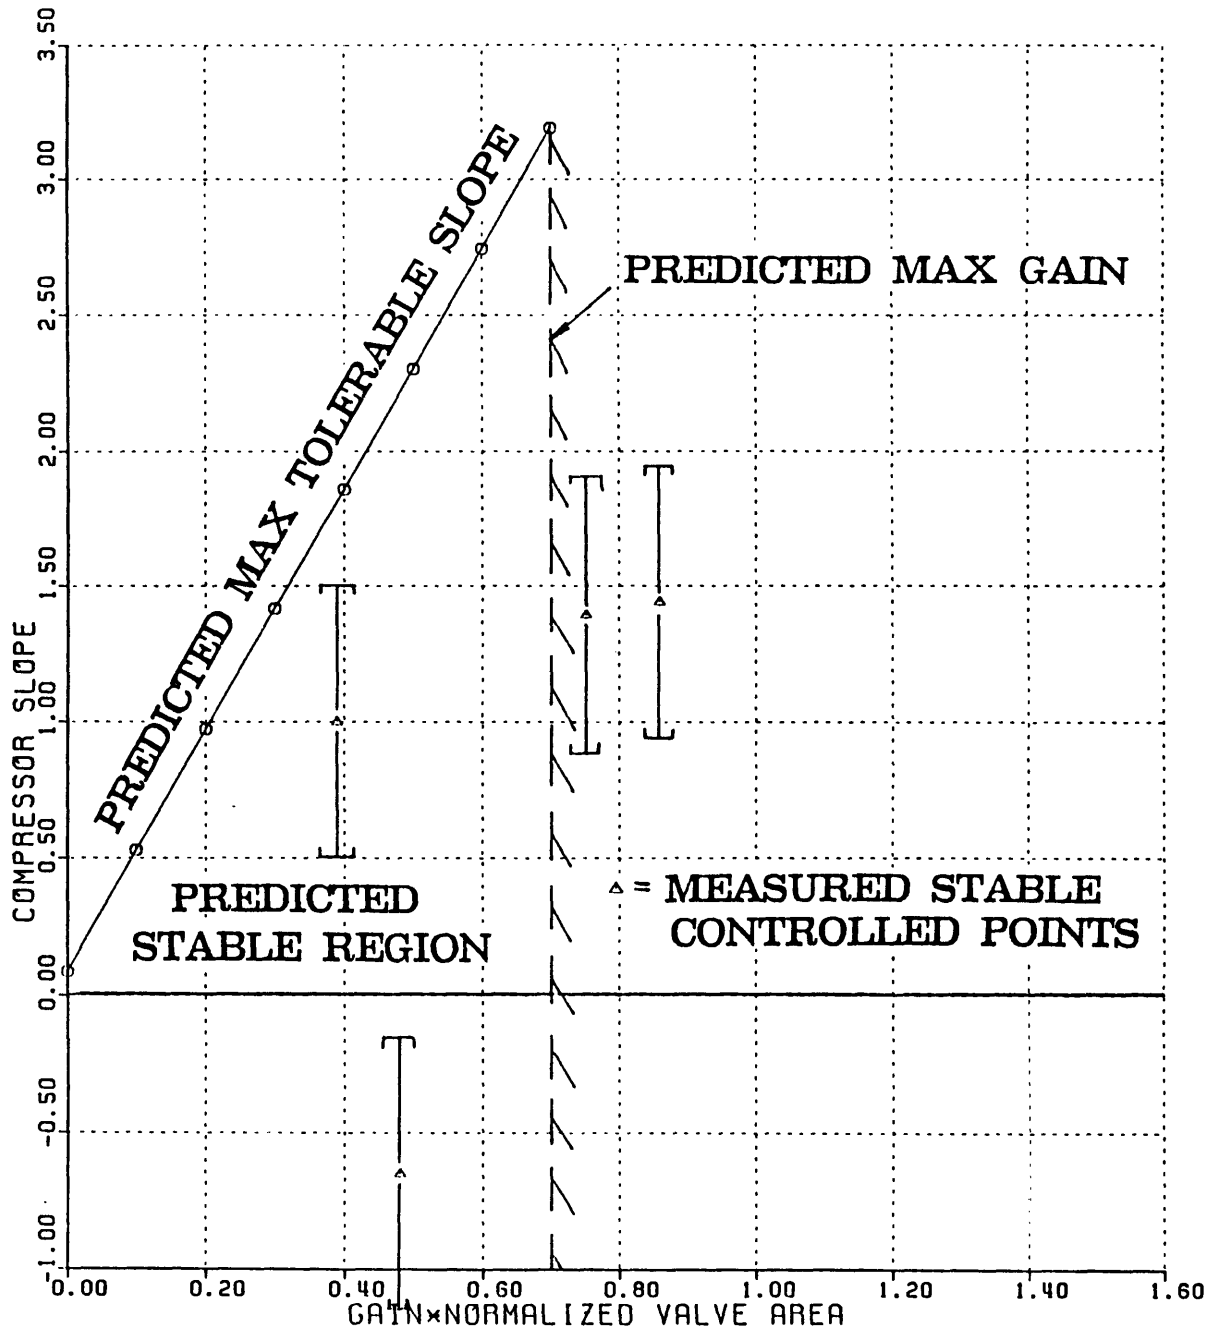 3.50
3.00
2.50
2.00
1.50
1.00
0.50
0.00
-0.50
-1.00
COMPRESSOR SLOPE
PREDICTED MAX TOLERABLE SLOPE
PREDICTED MAX GAIN
PREDICTED
STABLE REGION
△ = MEASURED STABLE
CONTROLLED POINTS
0.00 0.20 0.40 0.60 0.80 1.00 1.20 1.40 1.60
GAIN×NORMALIZED VALVE AREA